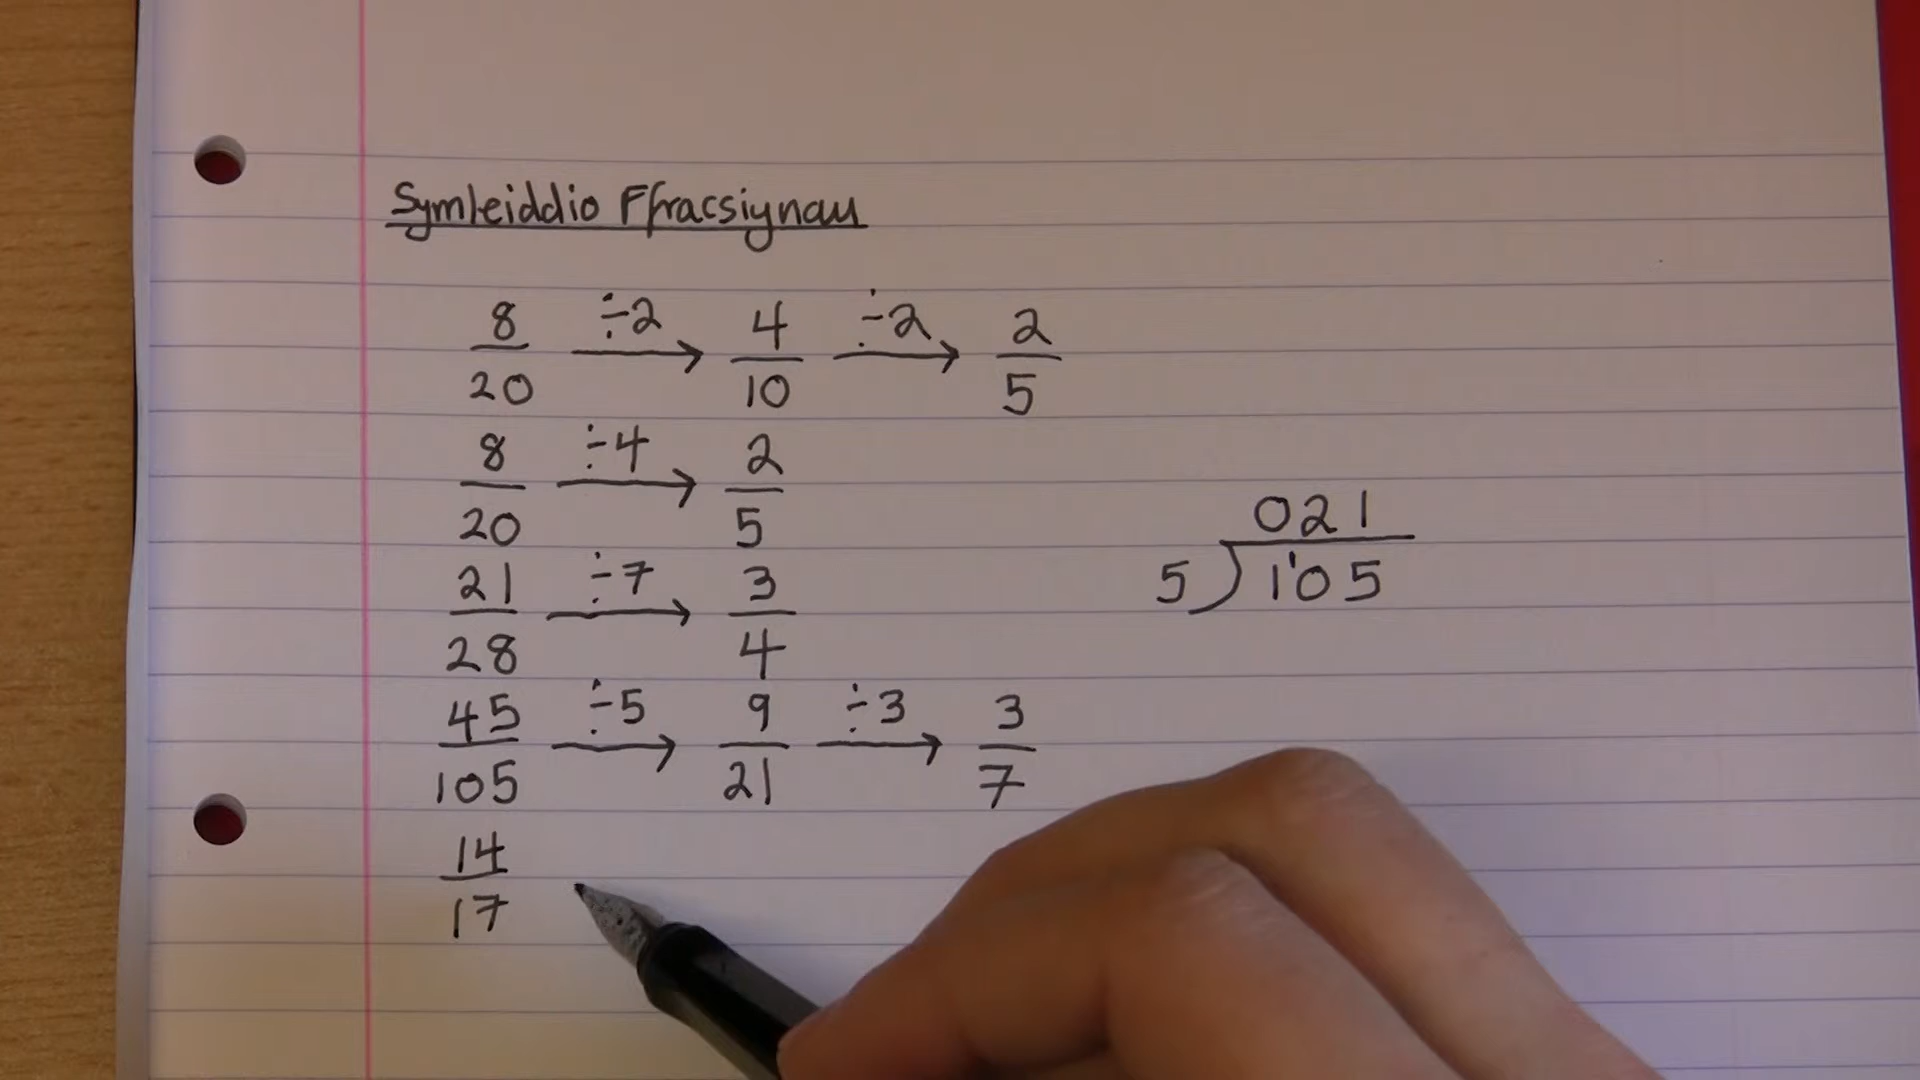 Symleiddio Ffracsiynau
8/20 ÷2→ 4/10 ÷2→ 2/5
8/20 ÷4→ 2/5
21/28 ÷7→ 3/4
45/105 ÷5→ 9/21 ÷3→ 3/7
14/17
021
5)1¹05